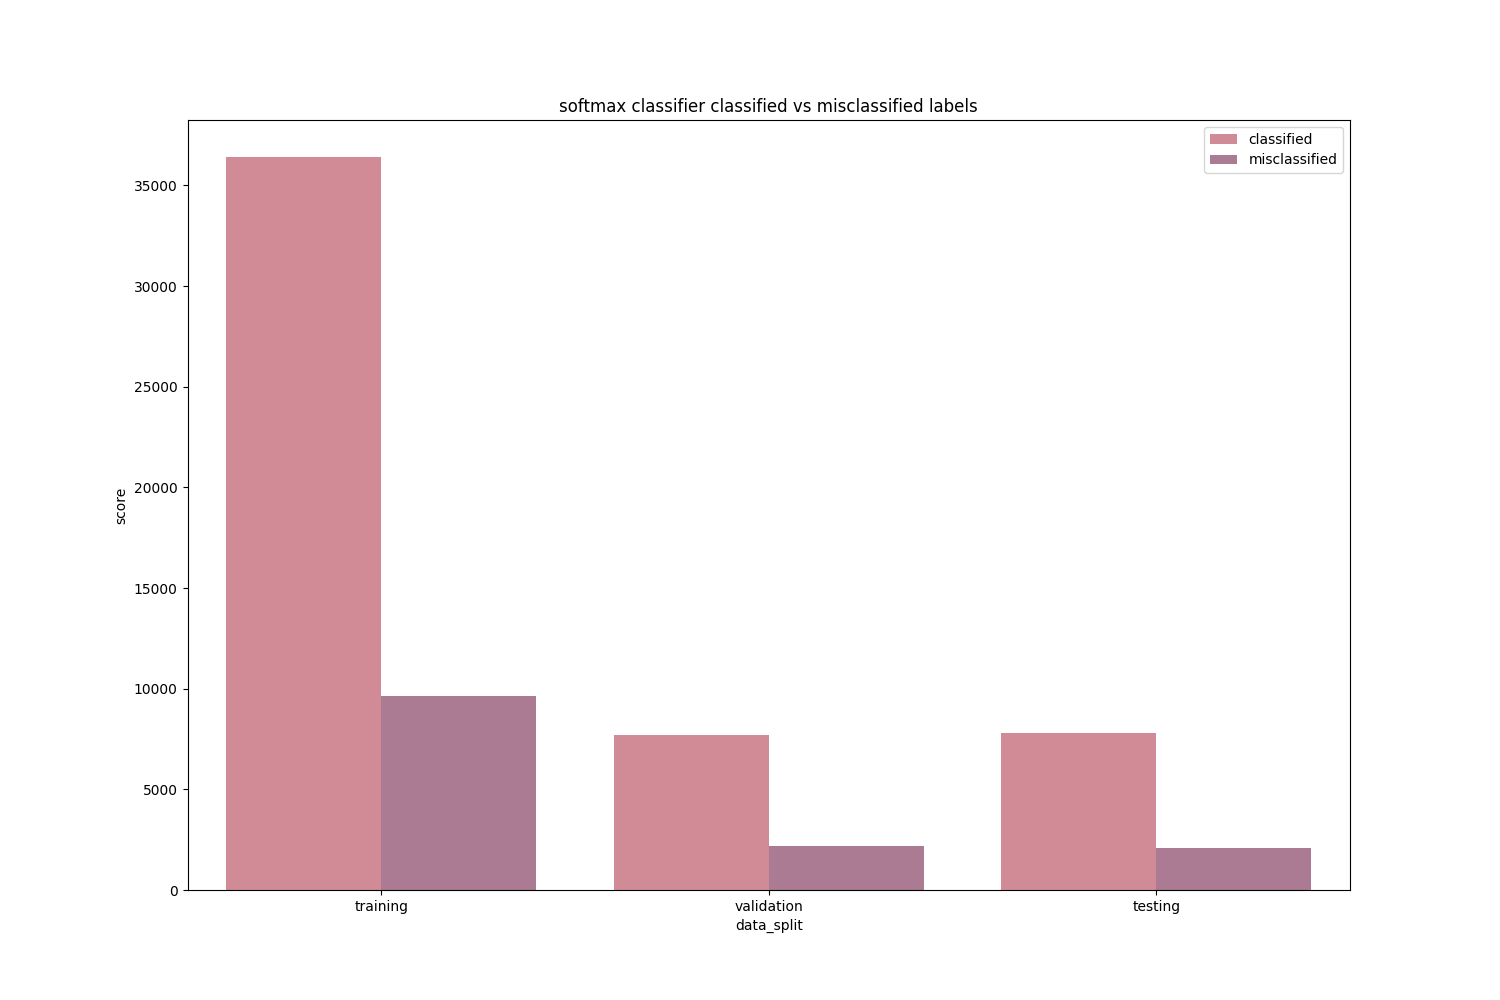 softmax classifier classified vs misclassified labels
classified
misclassified
35000
30000
25000
20000
15000
10000
5000
0
score
training
validation
testing
data_split